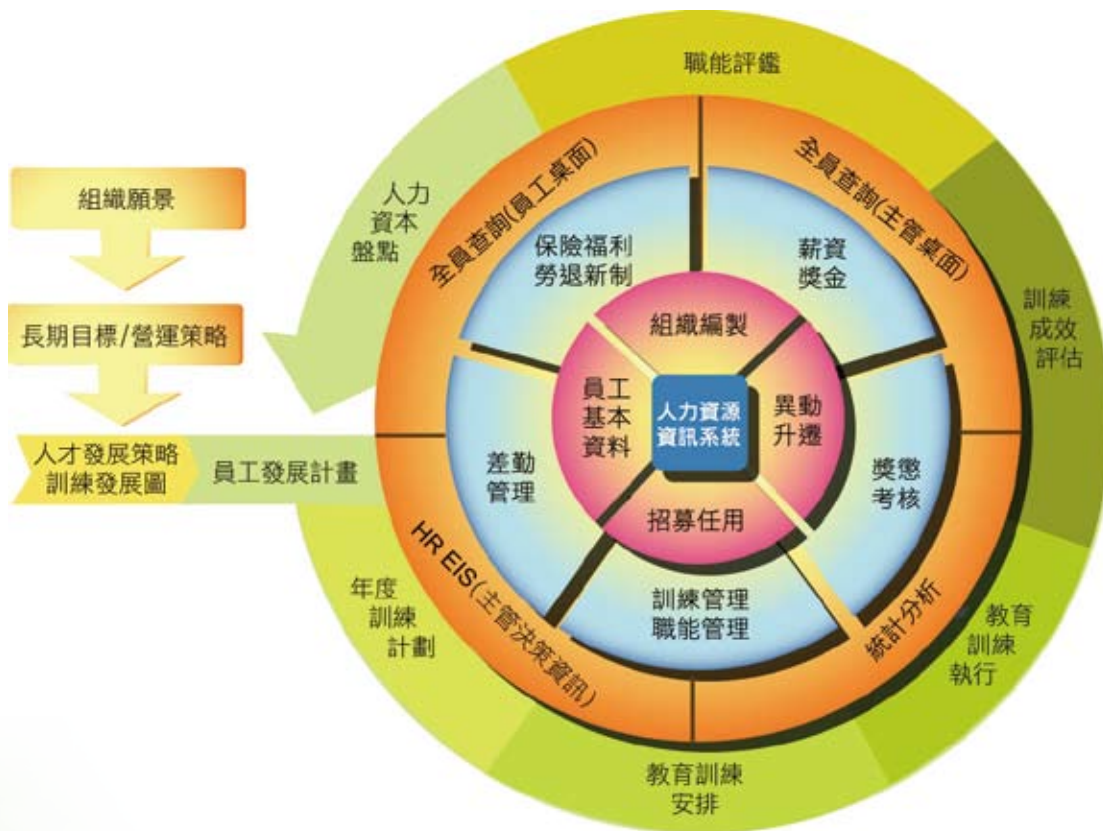 組織願景
長期目標/營運策略
人才發展策略
訓練發展圖
員工發展計畫
年度
訓練
計劃
教育訓練
安排
教育
訓練
執行
訓練
成效
評估
職能評鑑
人力
資本
盤點
全員查詢(員工桌面)
全員查詢(主管桌面)
統計分析
HR EIS(主管決策資訊)
保險福利
勞退新制
薪資
獎金
獎懲
考核
訓練管理
職能管理
差勤
管理
組織編製
異動
升遷
招募任用
員工
基本
資料
人力資源
資訊系統